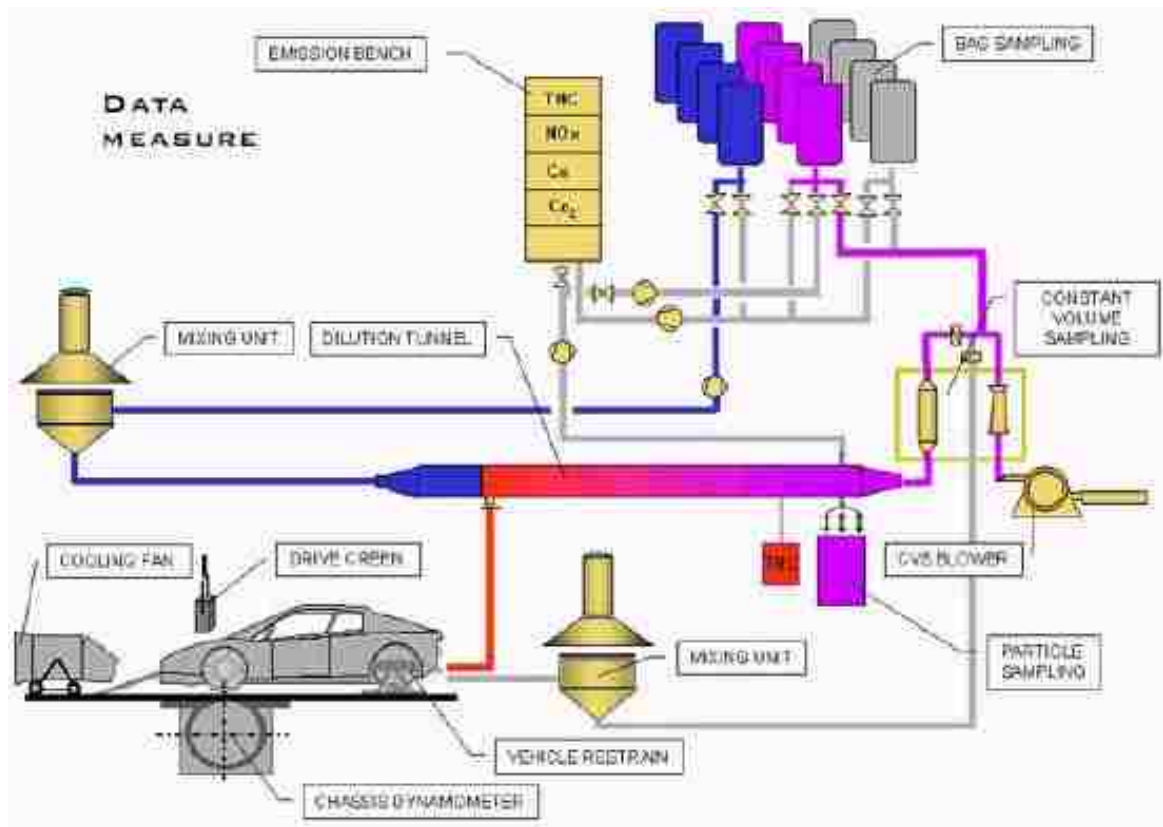 EMISSION BENCH
BAG SAMPLING
DATA
MEASURE
THC
NOx
Co
Co2
CONSTANT
VOLUME
SAMPLING
MIXING UNIT
DILUTION TUNNEL
COOLING FAN
DRIVE CREEN
CVS BLOWER
MIXING UNIT
PARTICLE
SAMPLING
VEHICLE RESTRAIN
CHASSIS DYNAMOMETER